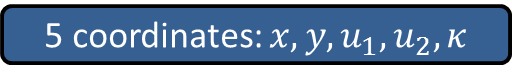 5 coordinates: x, y, u₁, u₂, κ